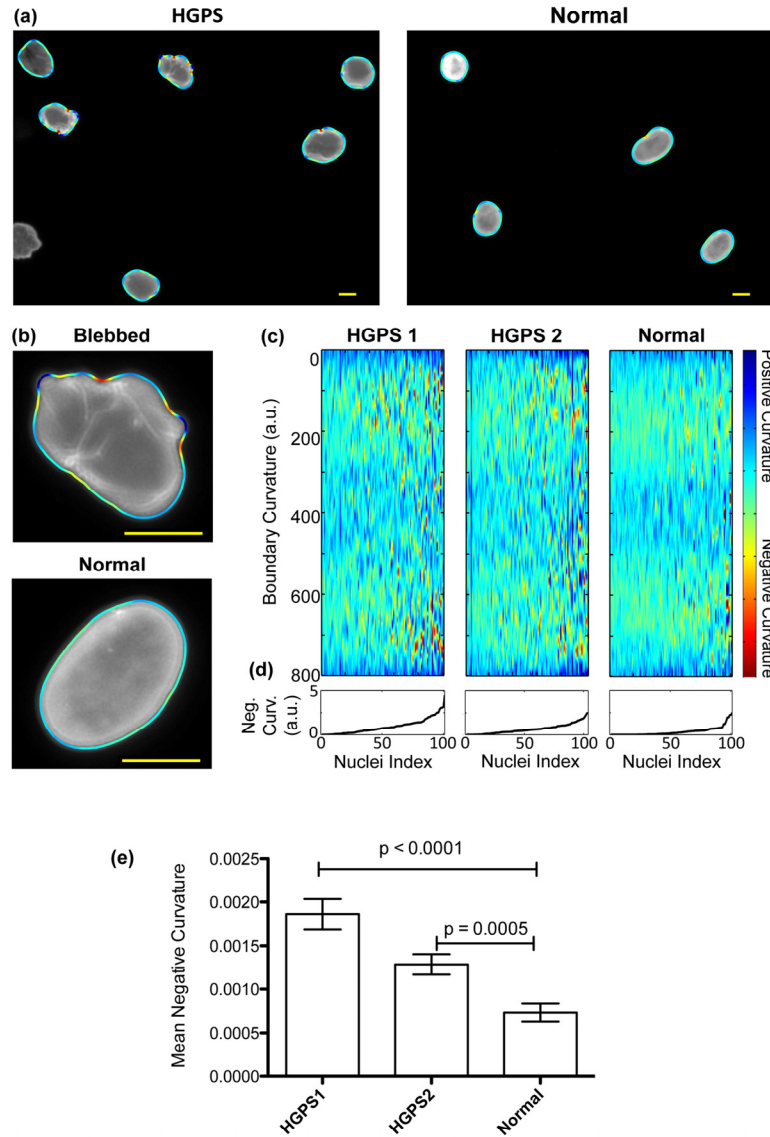 (a)
HGPS
Normal
(b)
Blebbed
Normal
(c)
HGPS 1
HGPS 2
Normal
Boundary Curvature (a.u.)
0
200
400
600
800
Positive Curvature
Negative Curvature
(d)
Neg.
Curv.
(a.u.)
5
0
0
50
100
0
50
100
0
50
100
Nuclei Index
Nuclei Index
Nuclei Index
(e)
Mean Negative Curvature
0.0025
0.0020
0.0015
0.0010
0.0005
0.0000
p < 0.0001
p = 0.0005
HGPS1
HGPS2
Normal